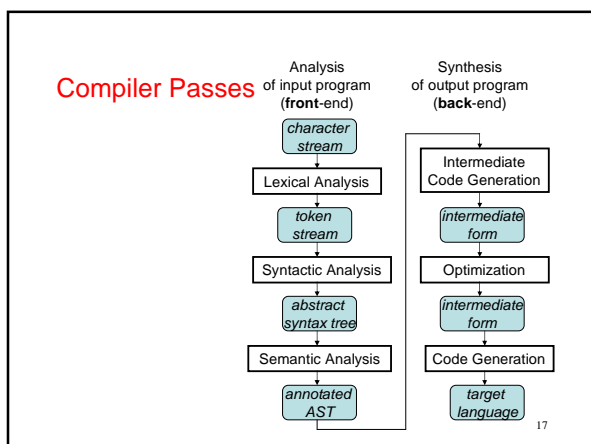 Compiler Passes
Analysis
of input program
(front-end)
character
stream
Lexical Analysis
token
stream
Syntactic Analysis
abstract
syntax tree
Semantic Analysis
annotated
AST
Synthesis
of output program
(back-end)
Intermediate
Code Generation
intermediate
form
Optimization
intermediate
form
Code Generation
target
language
17